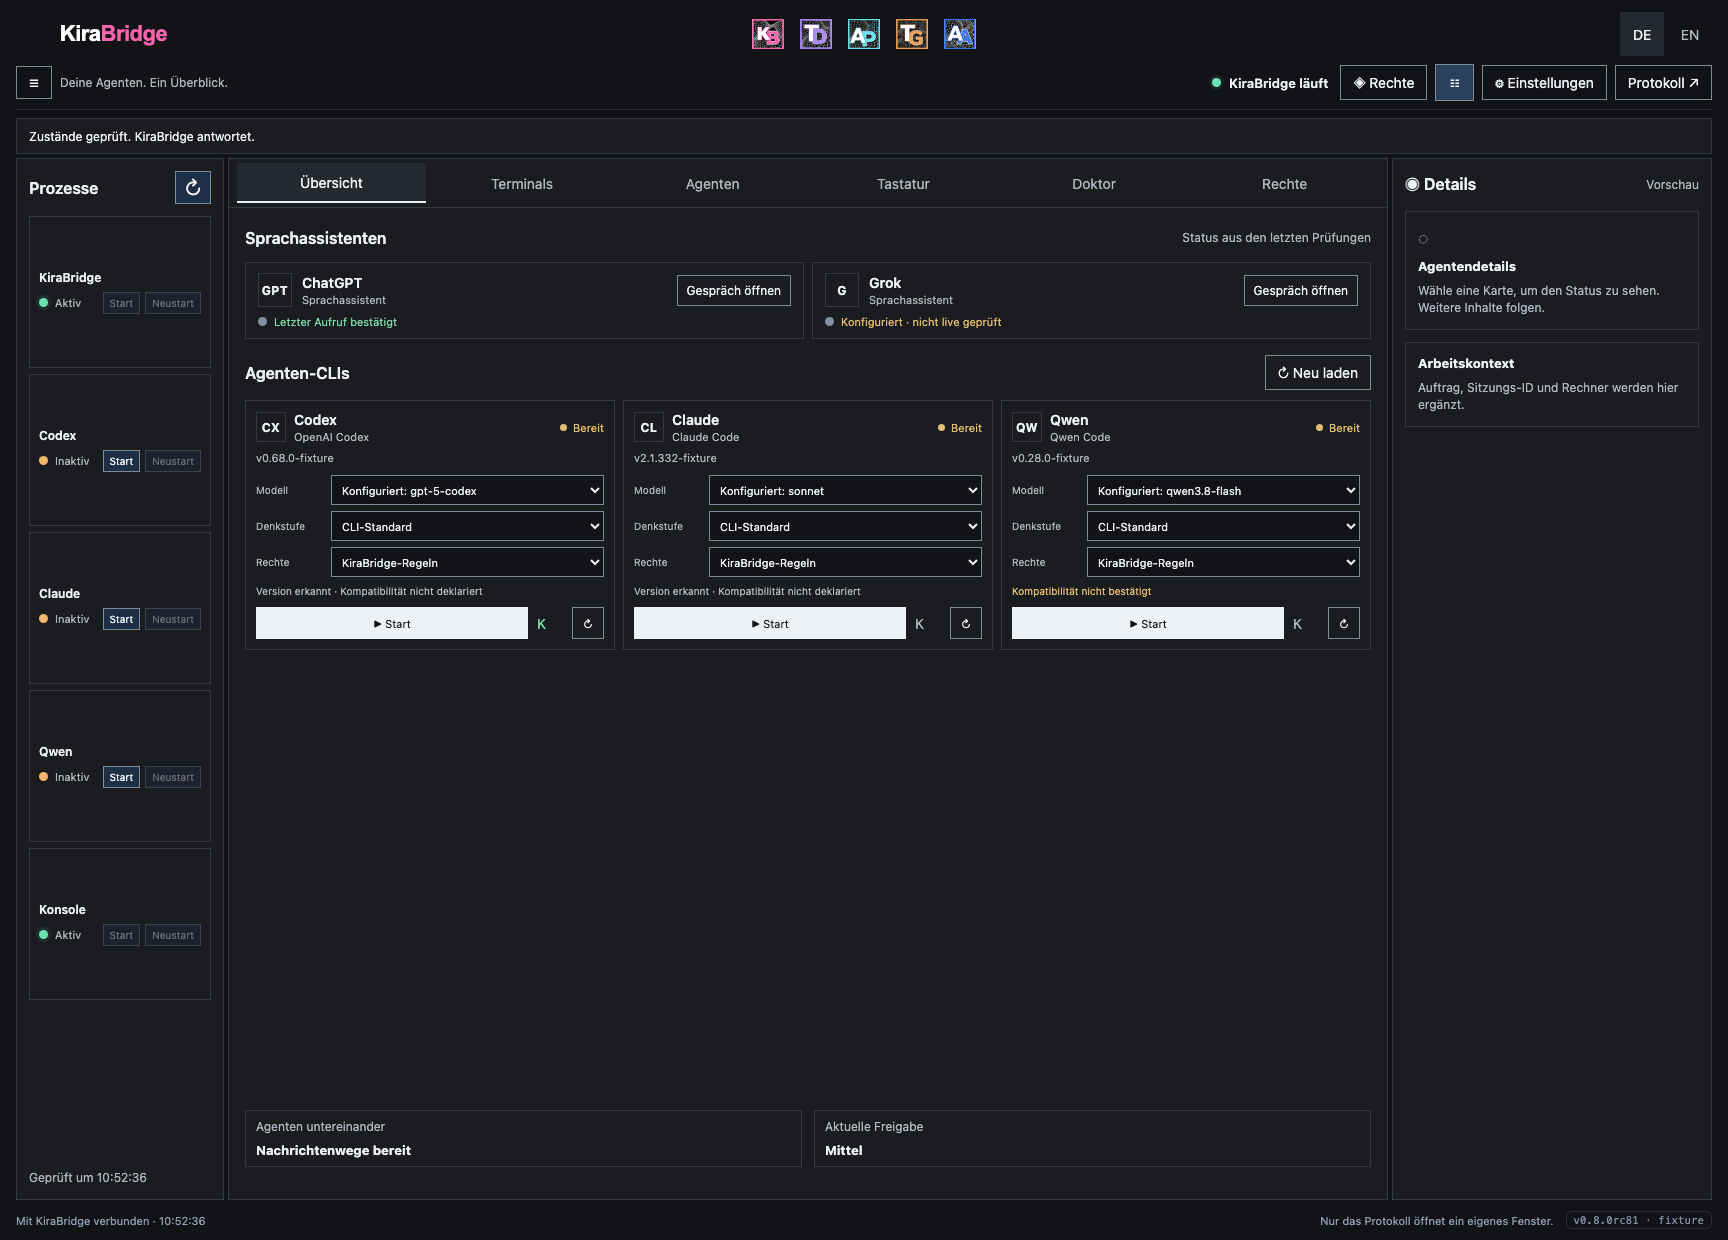 KiraBridge
KB TD AP TG AA
DE EN
≡ Deine Agenten. Ein Überblick.
KiraBridge läuft
◈ Rechte
⚙ Einstellungen
Protokoll ↗
Zustände geprüft. KiraBridge antwortet.
Prozesse ↻
KiraBridge
Aktiv Start Neustart
Codex
Inaktiv Start Neustart
Claude
Inaktiv Start Neustart
Qwen
Inaktiv Start Neustart
Konsole
Aktiv Start Neustart
Geprüft um 10:52:36
Übersicht Terminals Agenten Tastatur Doktor Rechte
Sprachassistenten
Status aus den letzten Prüfungen
GPT ChatGPT
Sprachassistent
Gespräch öffnen
Letzter Aufruf bestätigt
G Grok
Sprachassistent
Gespräch öffnen
Konfiguriert · nicht live geprüft
Agenten-CLIs
↻ Neu laden
CX Codex
OpenAI Codex
Bereit
v0.68.0-fixture
Modell Konfiguriert: gpt-5-codex
Denkstufe CLI-Standard
Rechte KiraBridge-Regeln
Version erkannt · Kompatibilität nicht deklariert
▶ Start K ↻
CL Claude
Claude Code
Bereit
v2.1.332-fixture
Modell Konfiguriert: sonnet
Denkstufe CLI-Standard
Rechte KiraBridge-Regeln
Version erkannt · Kompatibilität nicht deklariert
▶ Start K ↻
QW Qwen
Qwen Code
Bereit
v0.28.0-fixture
Modell Konfiguriert: qwen3.8-flash
Denkstufe CLI-Standard
Rechte KiraBridge-Regeln
Kompatibilität nicht bestätigt
▶ Start K ↻
Agenten untereinander
Nachrichtenwege bereit
Aktuelle Freigabe
Mittel
◉ Details
Vorschau
Agentendetails
Wähle eine Karte, um den Status zu sehen.
Weitere Inhalte folgen.
Arbeitskontext
Auftrag, Sitzungs-ID und Rechner werden hier
ergänzt.
Mit KiraBridge verbunden · 10:52:36
Nur das Protokoll öffnet ein eigenes Fenster.
v0.8.0rc81 · fixture